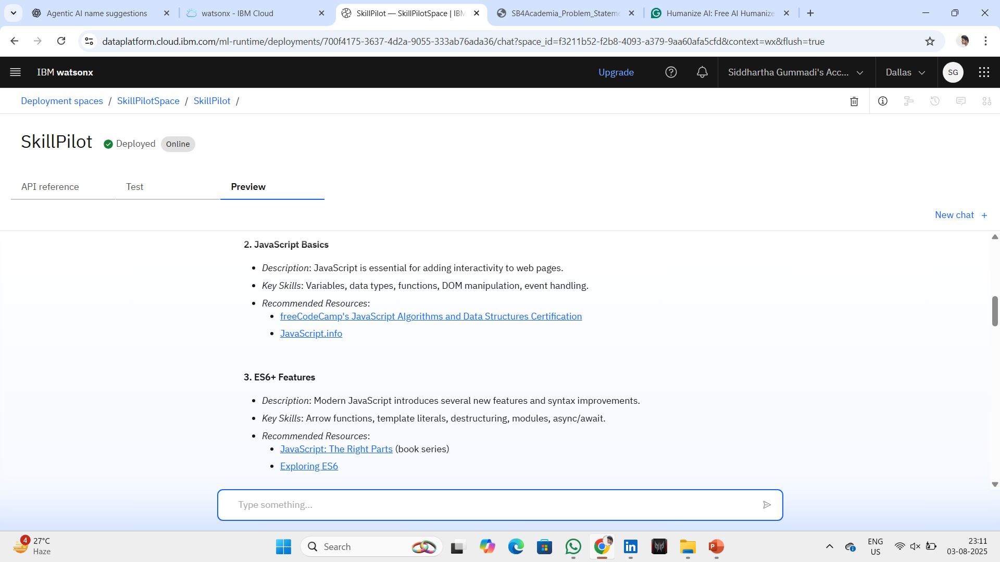 Agentic AI name suggestions
watsonx - IBM Cloud
SkillPilot — SkillPilotSpace | IBM
SB4Academia_Problem_Stateme
Humanize AI: Free AI Humanize
dataplatform.cloud.ibm.com/ml-runtime/deployments/700f4175-3637-4d2a-9055-333ab76ada36/chat?space_id=f3211b52-f2b8-4093-a379-9aa60afa5cfd&context=wx&flush=true
IBM watsonx
Upgrade
Siddhartha Gummadi's Acc...
Dallas
SG
Deployment spaces / SkillPilotSpace / SkillPilot /
SkillPilot
Deployed
Online
API reference
Test
Preview
New chat +
2. JavaScript Basics
• Description: JavaScript is essential for adding interactivity to web pages.
• Key Skills: Variables, data types, functions, DOM manipulation, event handling.
• Recommended Resources:
• freeCodeCamp's JavaScript Algorithms and Data Structures Certification
• JavaScript.info
3. ES6+ Features
• Description: Modern JavaScript introduces several new features and syntax improvements.
• Key Skills: Arrow functions, template literals, destructuring, modules, async/await.
• Recommended Resources:
• JavaScript: The Right Parts (book series)
• Exploring ES6
Type something...
4
27°C
Haze
Search
ENG
US
23:11
03-08-2025